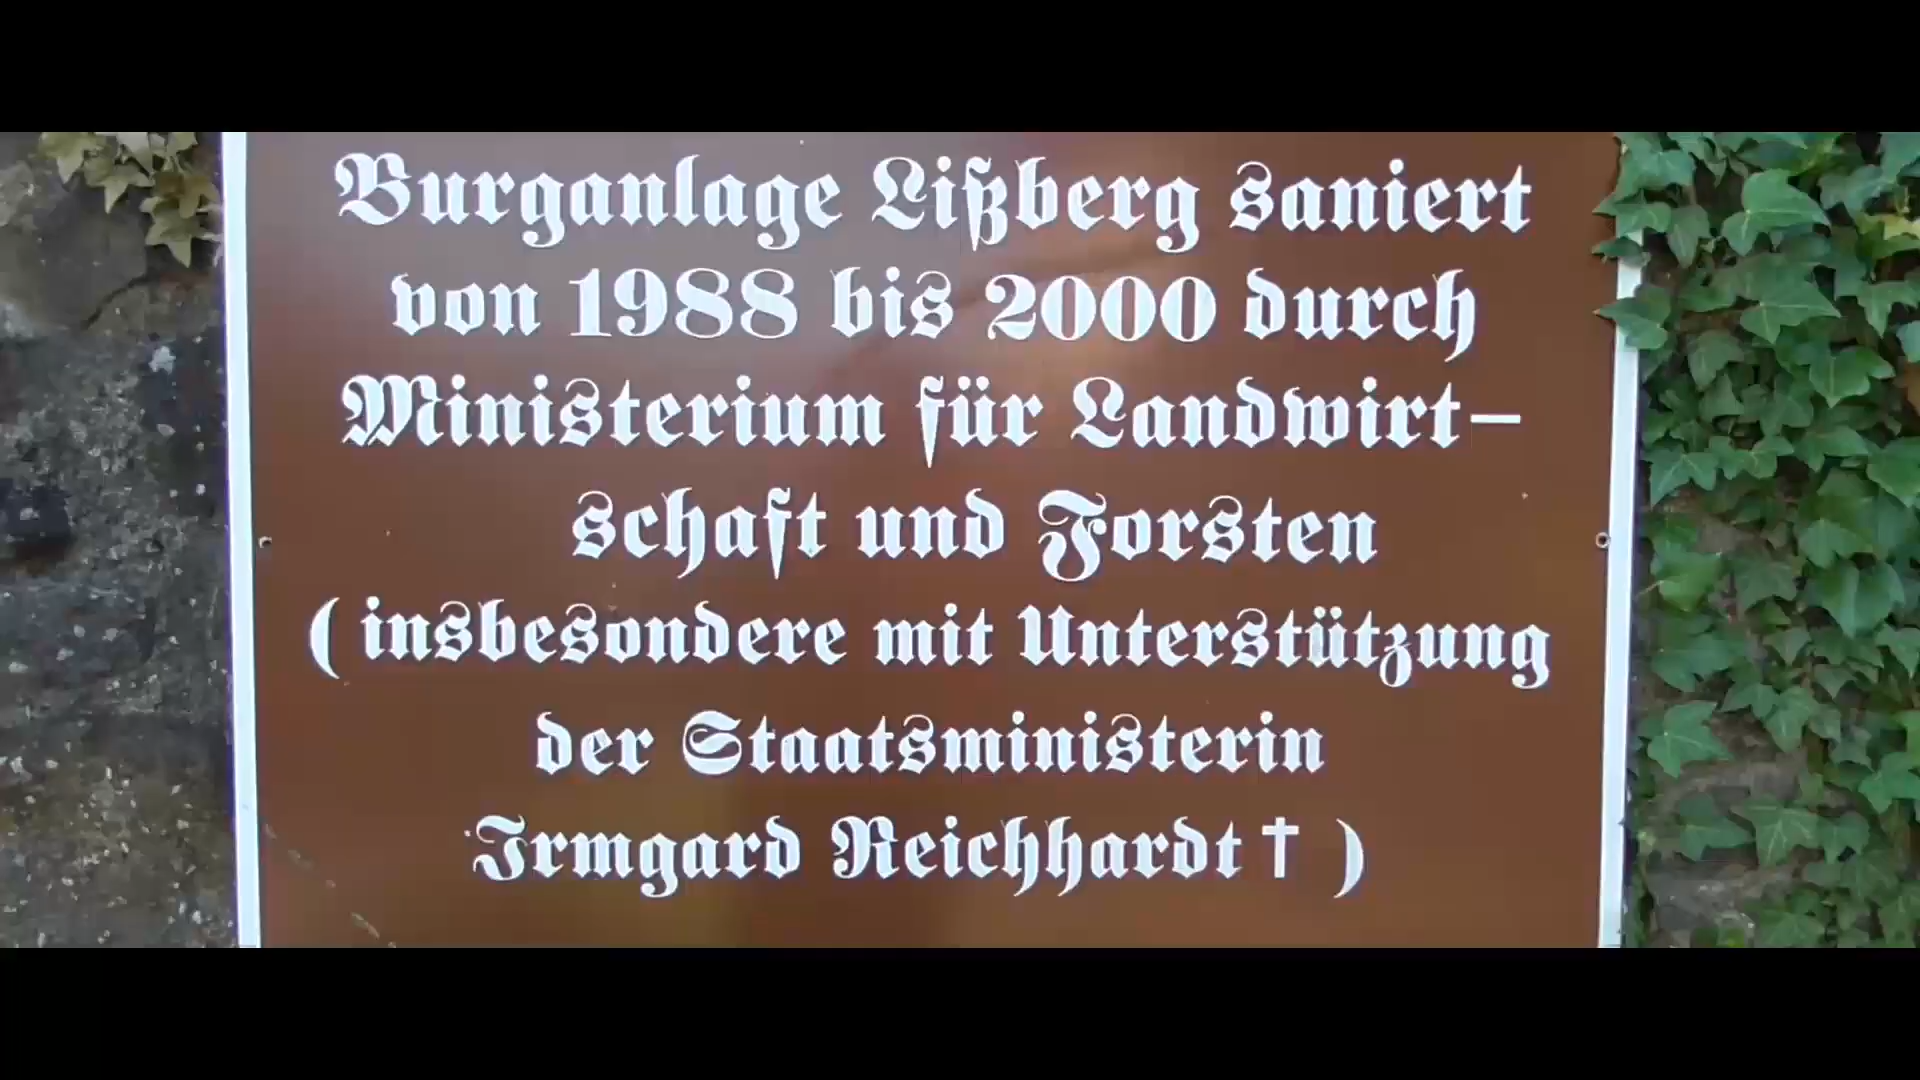 Burganlage Lißberg saniert
von 1988 bis 2000 durch
Ministerium für Landwirt–
schaft und Forsten
( insbesondere mit Unterstützung
der Staatsministerin
Irmgard Reichhardt † )